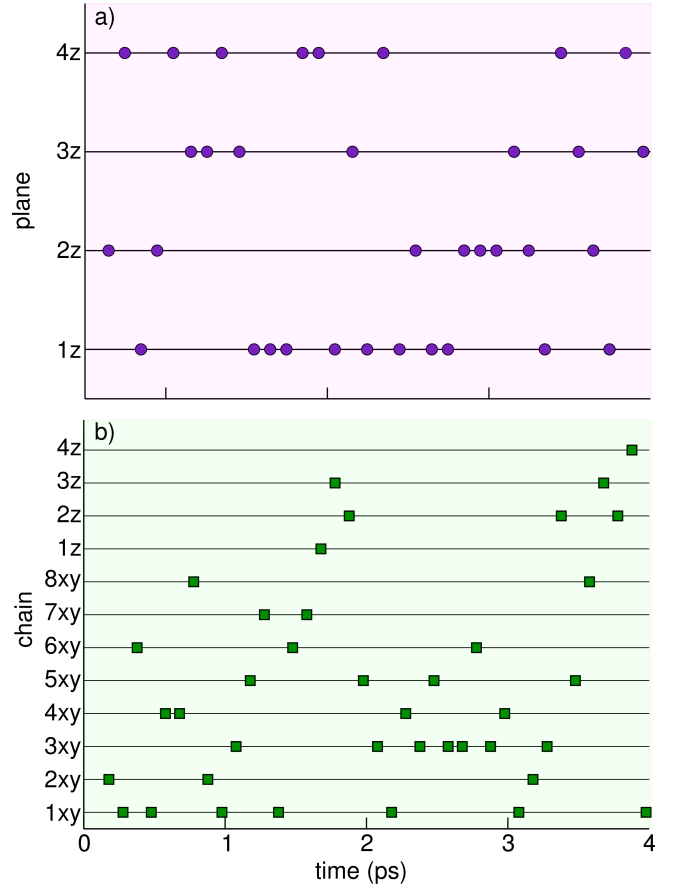 a)
4z
3z
2z
1z
plane
b)
4z
3z
2z
1z
8xy
7xy
6xy
5xy
4xy
3xy
2xy
1xy
chain
0 1 2 3 4
time (ps)